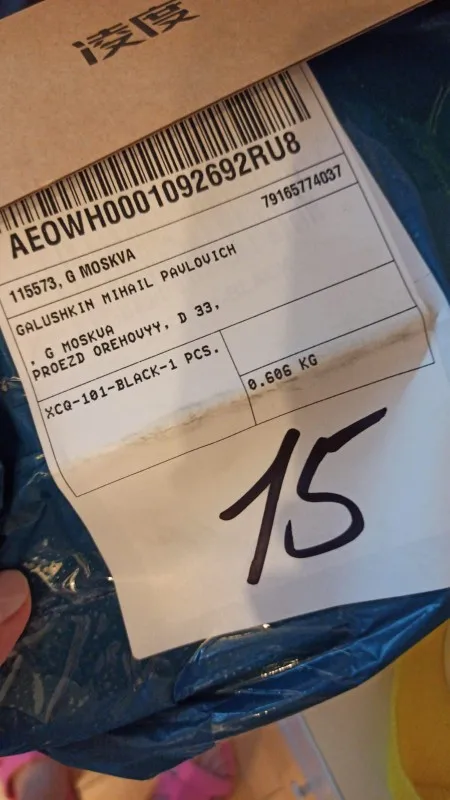 凌度
AEOWH0001092692RU8
115573, G MOSKVA 79165774037
GALUSHKIN MIHAIL PAVLOVICH
, G MOSKVA
PROEZD OREHOVYY, D 33,
XCQ-101-BLACK-1 PCS. 0.606 KG
15